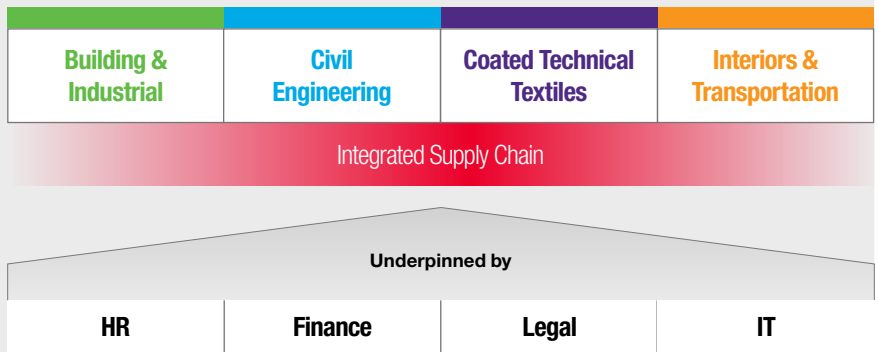 Building &
Industrial
Civil
Engineering
Coated Technical
Textiles
Interiors &
Transportation
Integrated Supply Chain
Underpinned by
HR
Finance
Legal
IT